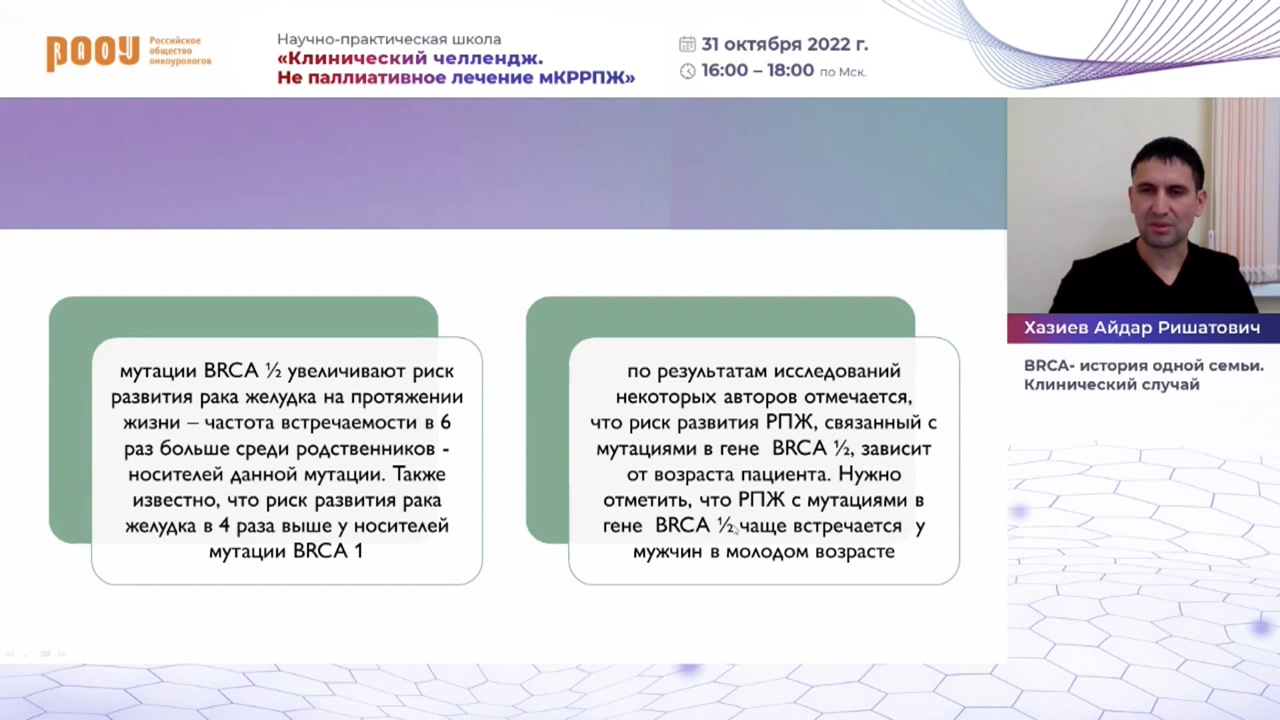 РАОУ
Российское
общество
онкоурологов
Научно-практическая школа
«Клинический челлендж.
Не паллиативное лечение мКРРПЖ»
31 октября 2022 г.
16:00 – 18:00 по Мск.
мутации BRCA ½ увеличивают риск
развития рака желудка на протяжении
жизни – частота встречаемости в 6
раз больше среди родственников -
носителей данной мутации. Также
известно, что риск развития рака
желудка в 4 раза выше у носителей
мутации BRCA 1
по результатам исследований
некоторых авторов отмечается,
что риск развития РПЖ, связанный с
мутациями в гене BRCA ½, зависит
от возраста пациента. Нужно
отметить, что РПЖ с мутациями в
гене BRCA ½ чаще встречается у
мужчин в молодом возрасте
Хазиев Айдар Ришатович
BRCA- история одной семьи.
Клинический случай